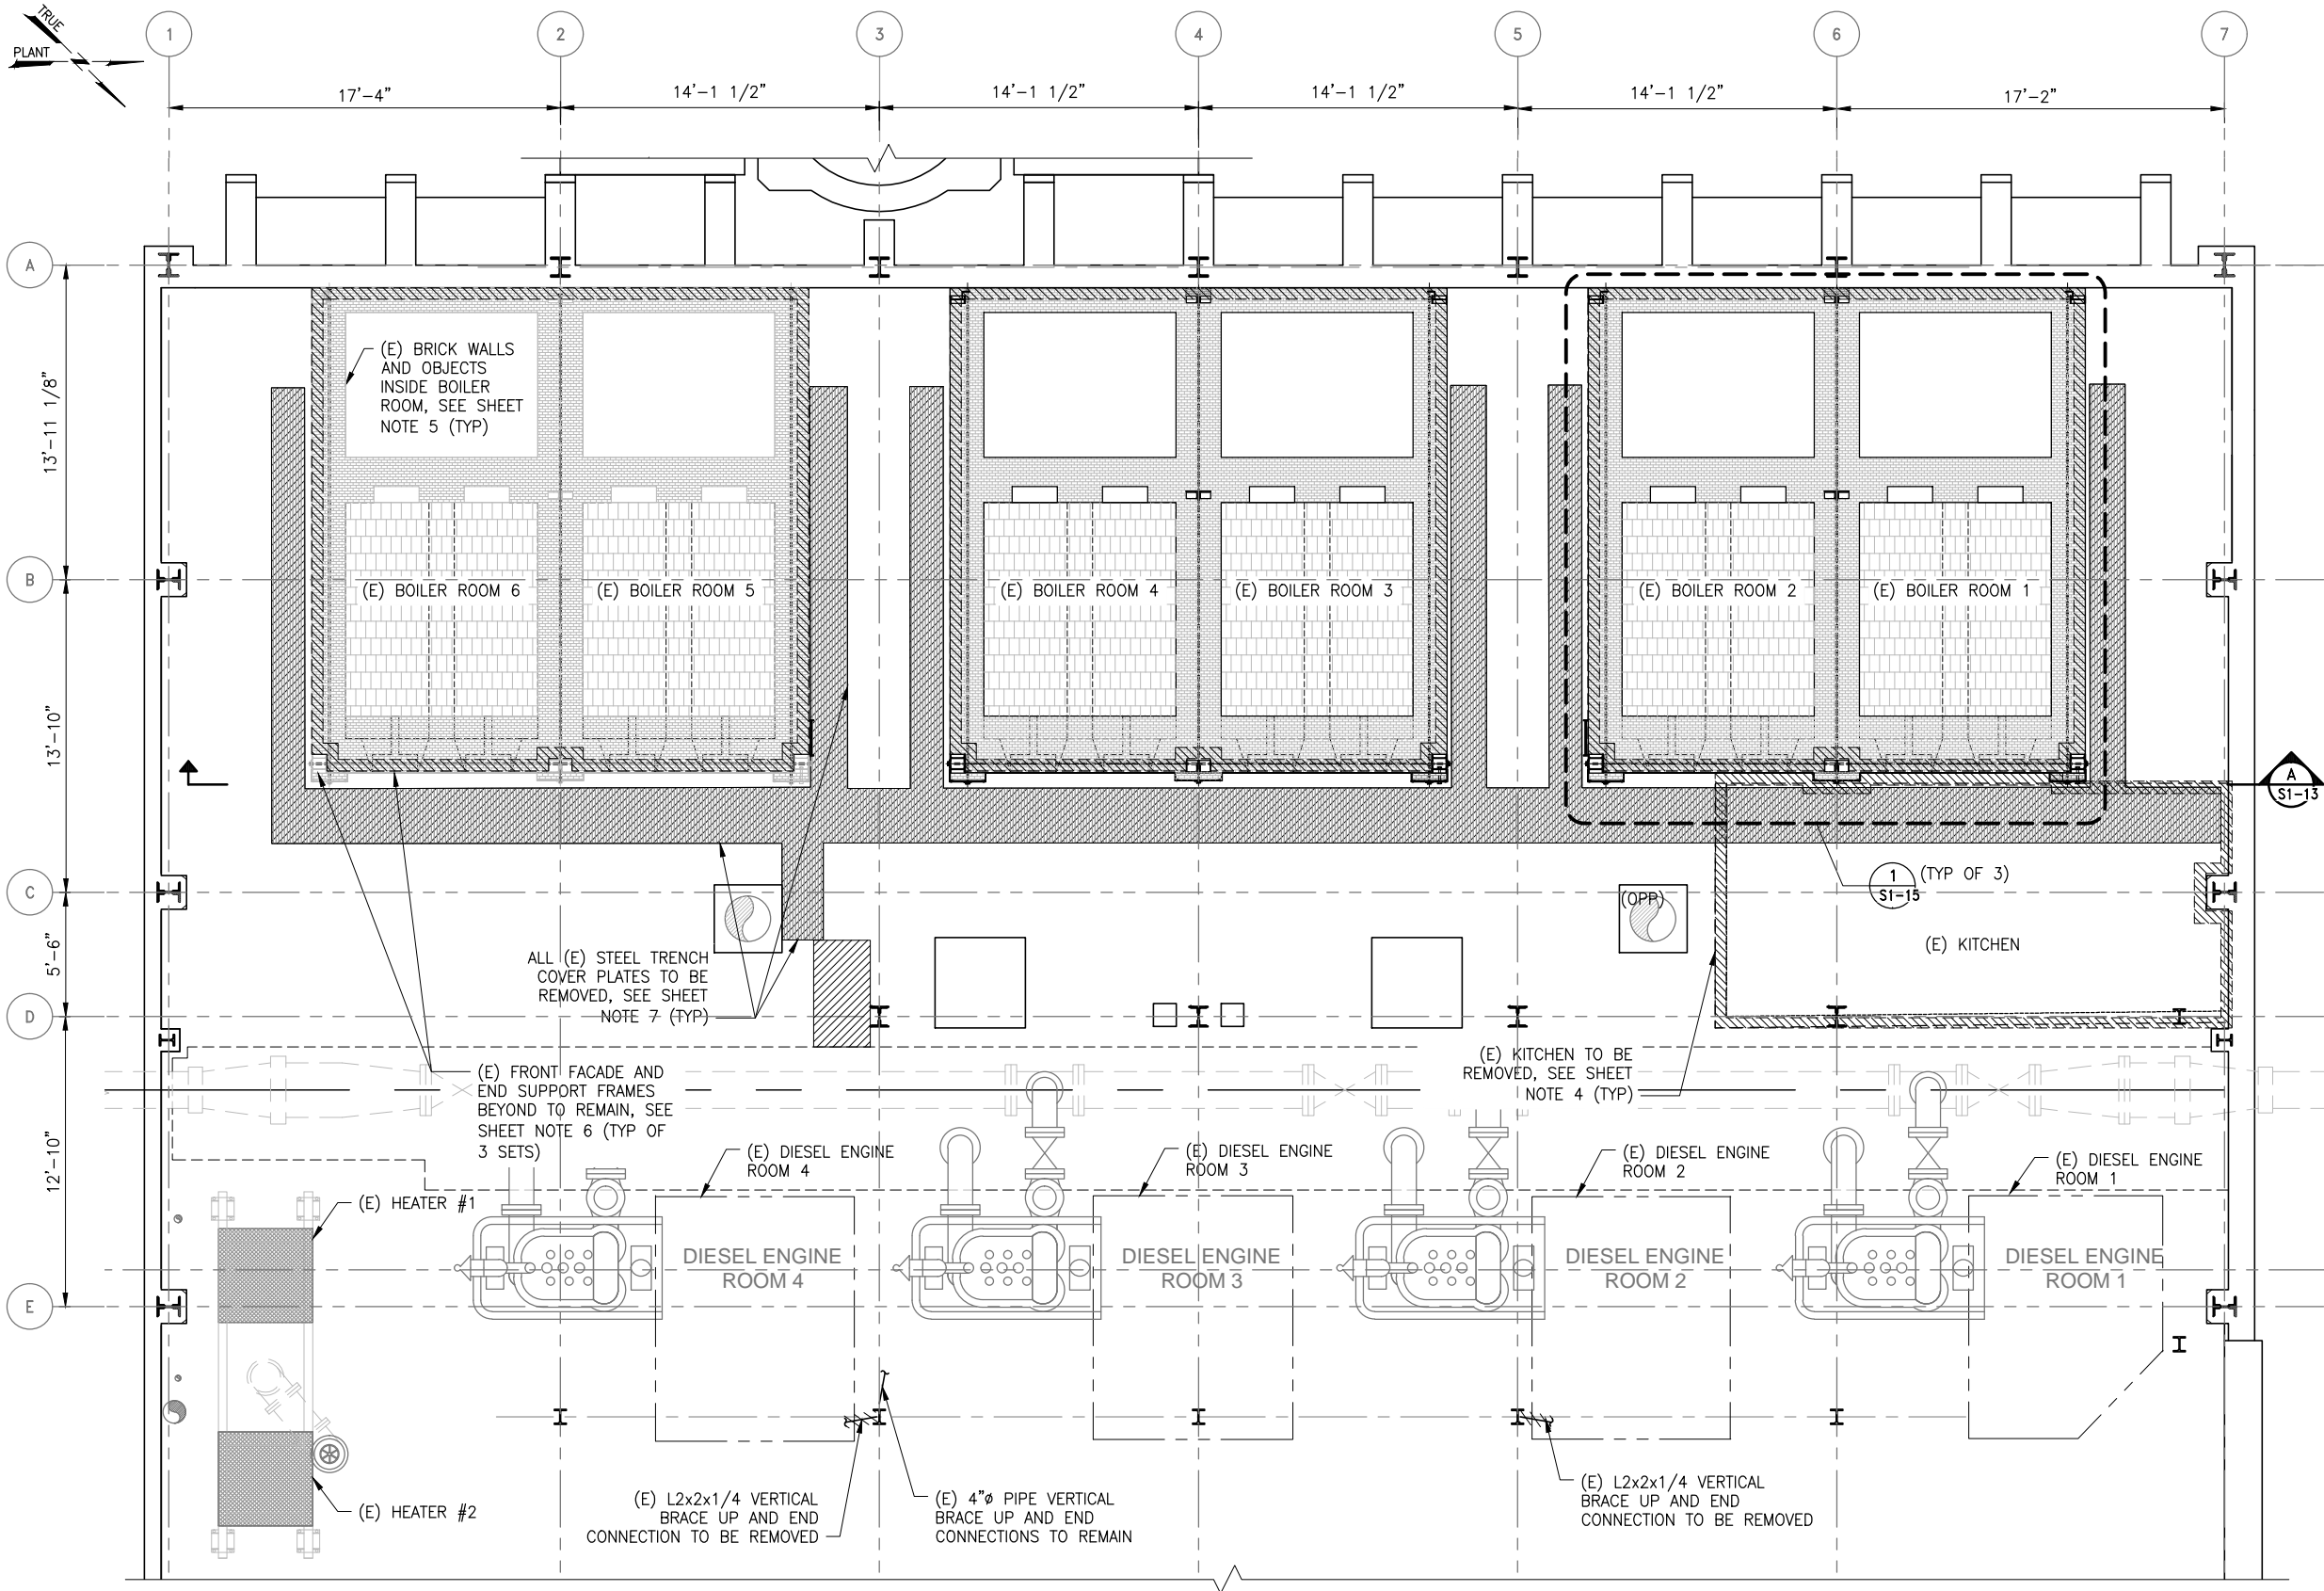 TRUE
PLANT
1
2
3
4
5
6
7
17'-4"
14'-1 1/2"
14'-1 1/2"
14'-1 1/2"
14'-1 1/2"
17'-2"
A
B
C
D
E
13'-11 1/8"
13'-10"
5'-6"
12'-10"
(E) BRICK WALLS
AND OBJECTS
INSIDE BOILER
ROOM, SEE SHEET
NOTE 5 (TYP)
(E) BOILER ROOM 6
(E) BOILER ROOM 5
(E) BOILER ROOM 4
(E) BOILER ROOM 3
(E) BOILER ROOM 2
(E) BOILER ROOM 1
A
S1-13
1
S1-15
(TYP OF 3)
(OPP)
(E) KITCHEN
ALL (E) STEEL TRENCH
COVER PLATES TO BE
REMOVED, SEE SHEET
NOTE 7 (TYP)
(E) FRONT FACADE AND
END SUPPORT FRAMES
BEYOND TO REMAIN, SEE
SHEET NOTE 6 (TYP OF
3 SETS)
(E) KITCHEN TO BE
REMOVED, SEE SHEET
NOTE 4 (TYP)
(E) DIESEL ENGINE
ROOM 4
(E) DIESEL ENGINE
ROOM 3
(E) DIESEL ENGINE
ROOM 2
(E) DIESEL ENGINE
ROOM 1
(E) HEATER #1
DIESEL ENGINE
ROOM 4
DIESEL ENGINE
ROOM 3
DIESEL ENGINE
ROOM 2
DIESEL ENGINE
ROOM 1
(E) HEATER #2
(E) L2x2x1/4 VERTICAL
BRACE UP AND END
CONNECTION TO BE REMOVED
(E) 4"ø PIPE VERTICAL
BRACE UP AND END
CONNECTIONS TO REMAIN
(E) L2x2x1/4 VERTICAL
BRACE UP AND END
CONNECTION TO BE REMOVED